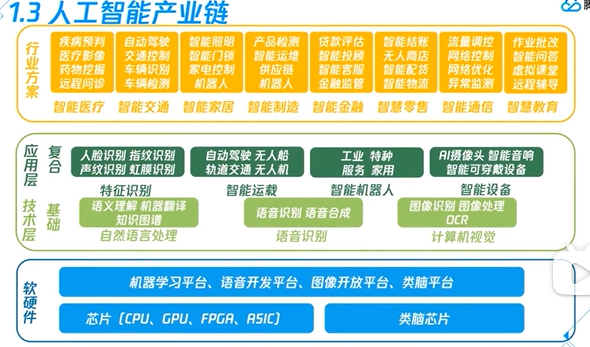 1.3 人工智能产业链
行业方案
疾病预判
医疗影像
药物挖掘
远程问诊
智能医疗
自动驾驶
交通控制
车辆识别
车辆检测
智能交通
智能照明
智能门锁
家电控制
机器人
智能家居
产品检测
智能运维
供应链
机器人
智能制造
贷款评估
智能投顾
智能客服
金融监管
智能金融
智能结账
无人商店
智能配货
智能物流
智慧零售
流量调控
网络控制
网络优化
异常监测
智能通信
作业批改
智能问答
虚拟课堂
远程辅导
智慧教育
应用层
复合
人脸识别 指纹识别
声纹识别 虹膜识别
特征识别
自动驾驶 无人船
轨道交通 无人机
智能运载
工业 特种
服务 家用
智能机器人
AI摄像头 智能音响
智能可穿戴设备
智能设备
技术层
基础
语义理解 机器翻译
知识图谱
自然语言处理
语音识别 语音合成
语音识别
图像识别 图像处理
OCR
计算机视觉
软硬件
机器学习平台、语音开发平台、图像开放平台、类脑平台
芯片（CPU、GPU、FPGA、ASIC）
类脑芯片